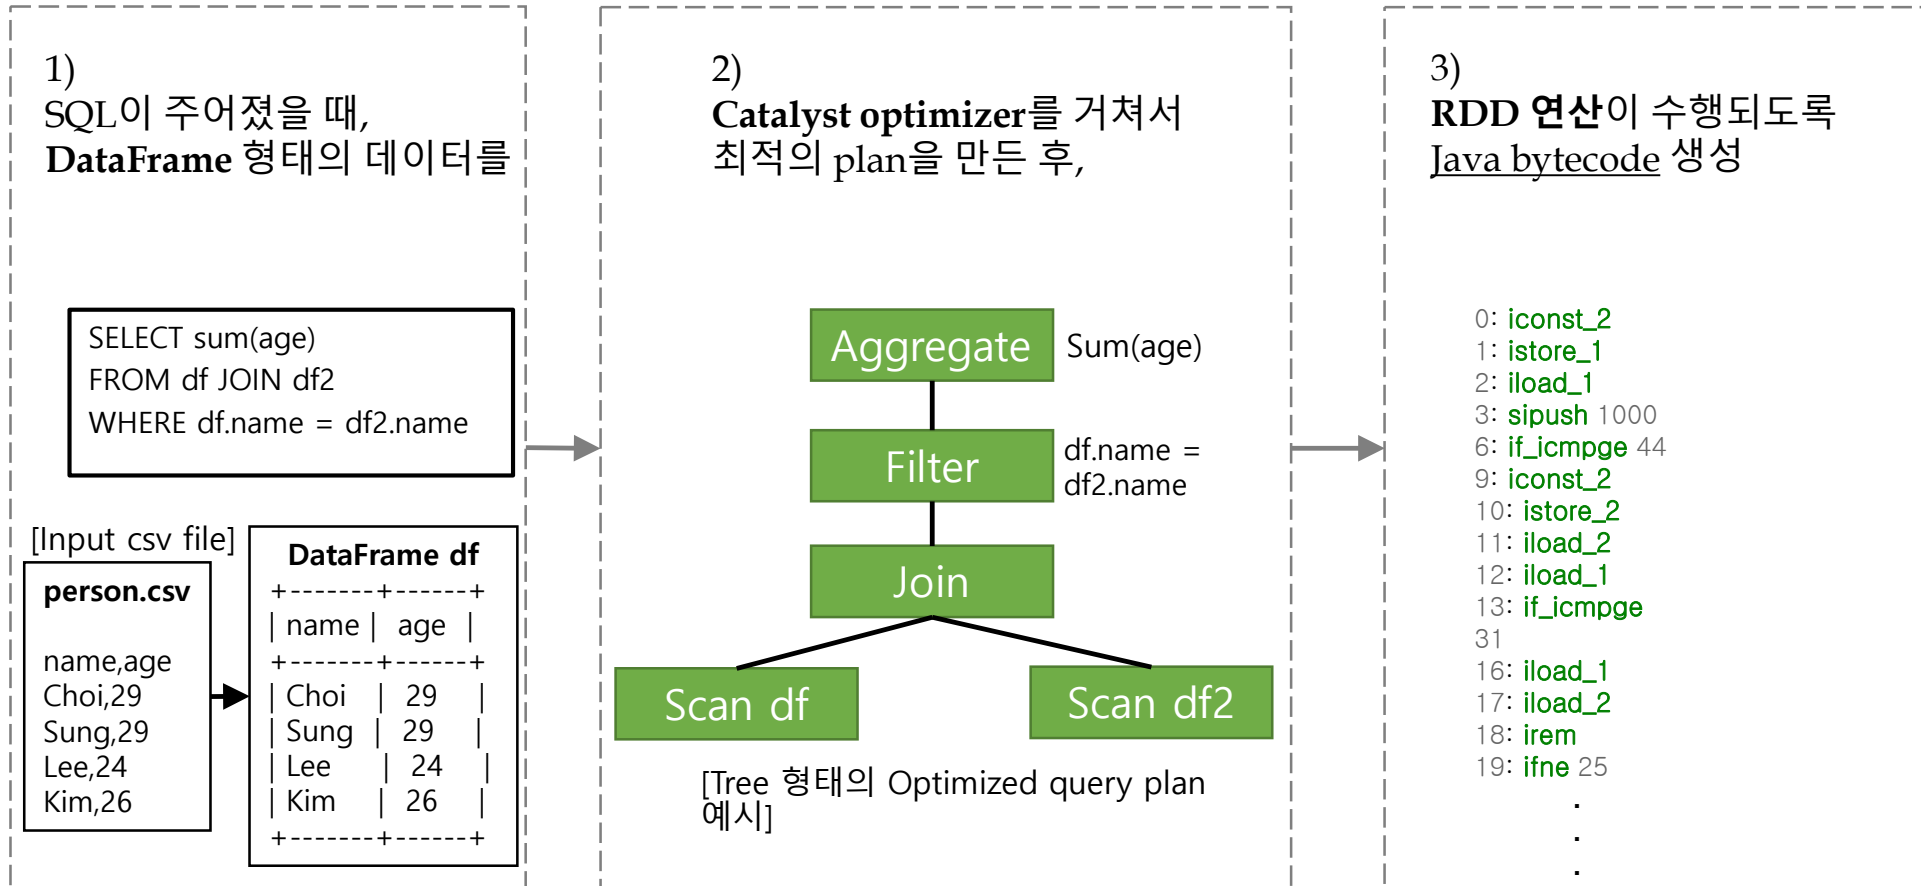 1)
SQL이 주어졌을 때,
DataFrame 형태의 데이터를
SELECT sum(age)
FROM df JOIN df2
WHERE df.name = df2.name
[Input csv file]
person.csv
name,age
Choi,29
Sung,29
Lee,24
Kim,26
DataFrame df
+-------+------+
| name | age |
+-------+------+
| Choi | 29 |
| Sung | 29 |
| Lee | 24 |
| Kim | 26 |
+-------+------+
2)
Catalyst optimizer를 거쳐서
최적의 plan을 만든 후,
Aggregate
Sum(age)
Filter
df.name =
df2.name
Join
Scan df
Scan df2
[Tree 형태의 Optimized query plan
예시]
3)
RDD 연산이 수행되도록
Java bytecode 생성
0: iconst_2
1: istore_1
2: iload_1
3: sipush 1000
6: if_icmpge 44
9: iconst_2
10: istore_2
11: iload_2
12: iload_1
13: if_icmpge
31
16: iload_1
17: iload_2
18: irem
19: ifne 25
.
.
.